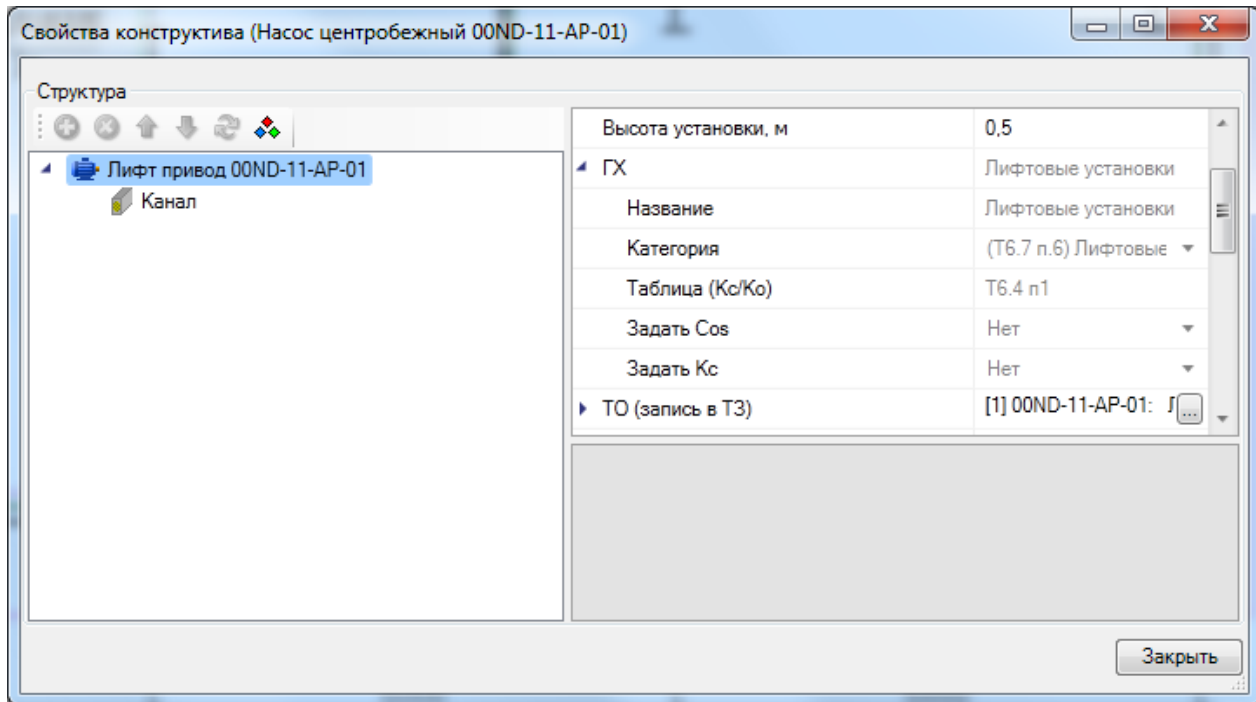 Свойства конструктива (Насос центробежный 00ND-11-AP-01)
Структура
Лифт привод 00ND-11-AP-01
Канал
Высота установки, м 0,5
ГХ Лифтовые установки
Название Лифтовые установки
Категория (Т6.7 п.6) Лифтовые
Таблица (Кс/Ко) Т6.4 п1
Задать Cos Нет
Задать Кс Нет
ТО (запись в ТЗ) [1] 00ND-11-AP-01: ...
Закрыть